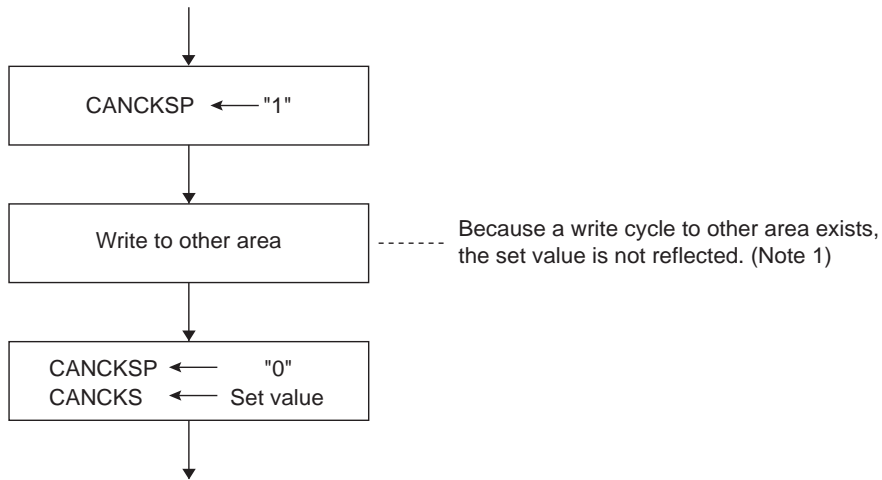 CANCKSP ← "1"
Write to other area
Because a write cycle to other area exists,
the set value is not reflected. (Note 1)
CANCKSP ← "0"
CANCKS ← Set value